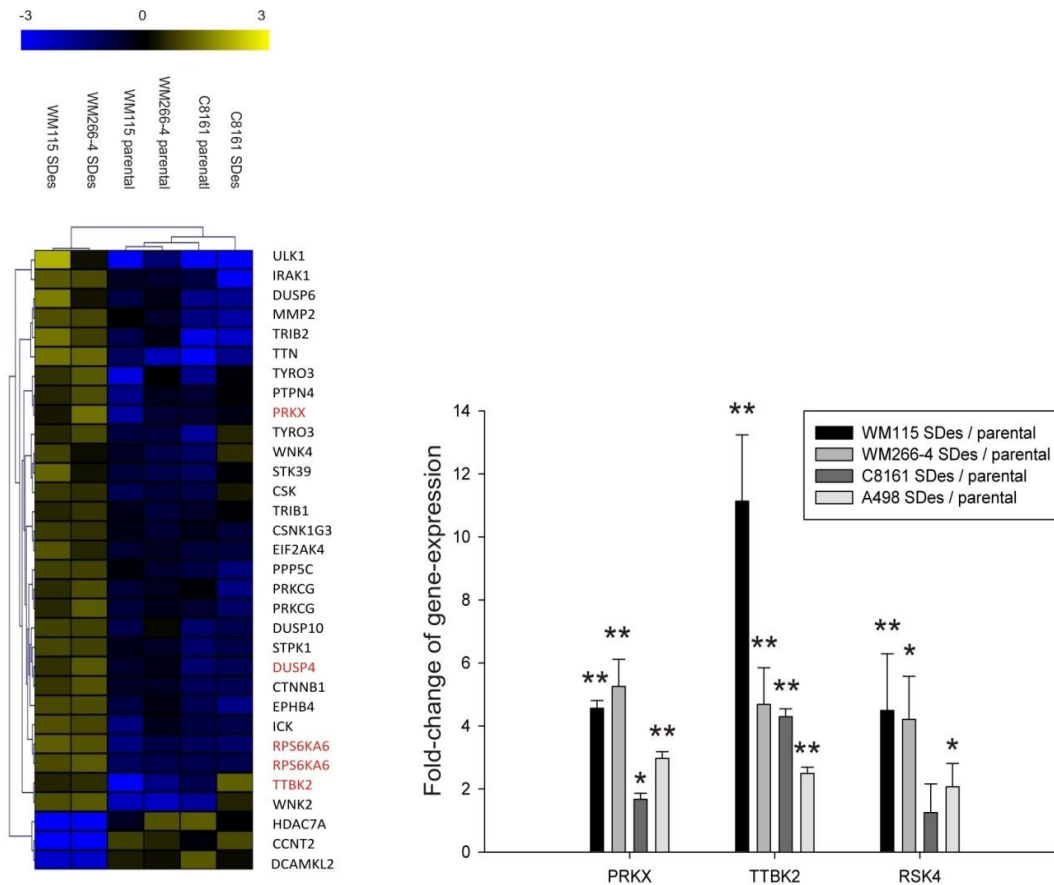 -3 0 3
WM115 SDes
WM266-4 SDes
WM115 parental
WM266-4 parental
C8161 parenatl
C8161 SDes
ULK1
IRAK1
DUSP6
MMP2
TRIB2
TTN
TYRO3
PTPN4
PRKX
TYRO3
WNK4
STK39
CSK
TRIB1
CSNK1G3
EIF2AK4
PPP5C
PRKCG
PRKCG
DUSP10
STPK1
DUSP4
CTNNB1
EPHB4
ICK
RPS6KA6
RPS6KA6
TTBK2
WNK2
HDAC7A
CCNT2
DCAMKL2
Fold-change of gene-expression
14
12
10
8
6
4
2
0
** ** * **
** ** ** **
** * *
PRKX TTBK2 RSK4
WM115 SDes / parental
WM266-4 SDes / parental
C8161 SDes / parental
A498 SDes / parental